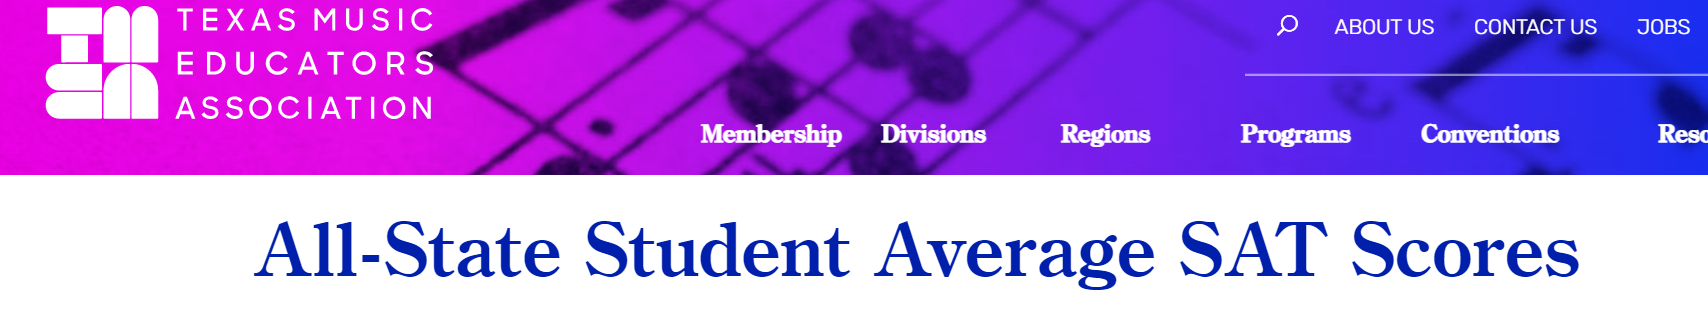 TEXAS MUSIC
EDUCATORS
ASSOCIATION
ABOUT US CONTACT US JOBS
Membership Divisions Regions Programs Conventions
All-State Student Average SAT Scores